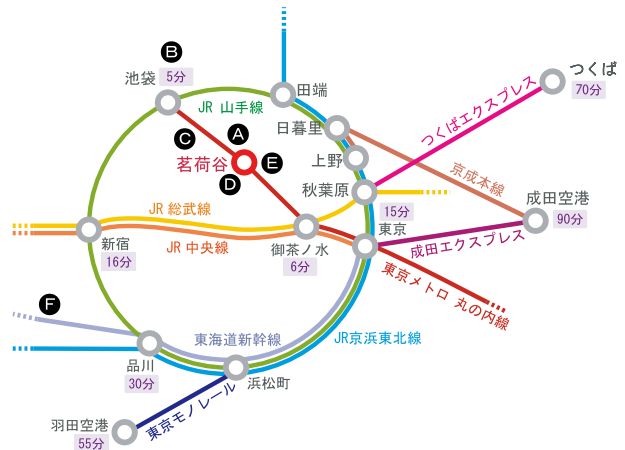 B
池袋
5分
JR 山手線
田端
つくば
70分
つくばエクスプレス
日暮里
C
A
茗荷谷
E
D
上野
京成本線
秋葉原
15分
成田空港
90分
JR 総武線
JR 中央線
新宿
16分
御茶ノ水
6分
東京
成田エクスプレス
東京メトロ 丸の内線
F
東海道新幹線
JR京浜東北線
品川
30分
浜松町
羽田空港
55分
東京モノレール